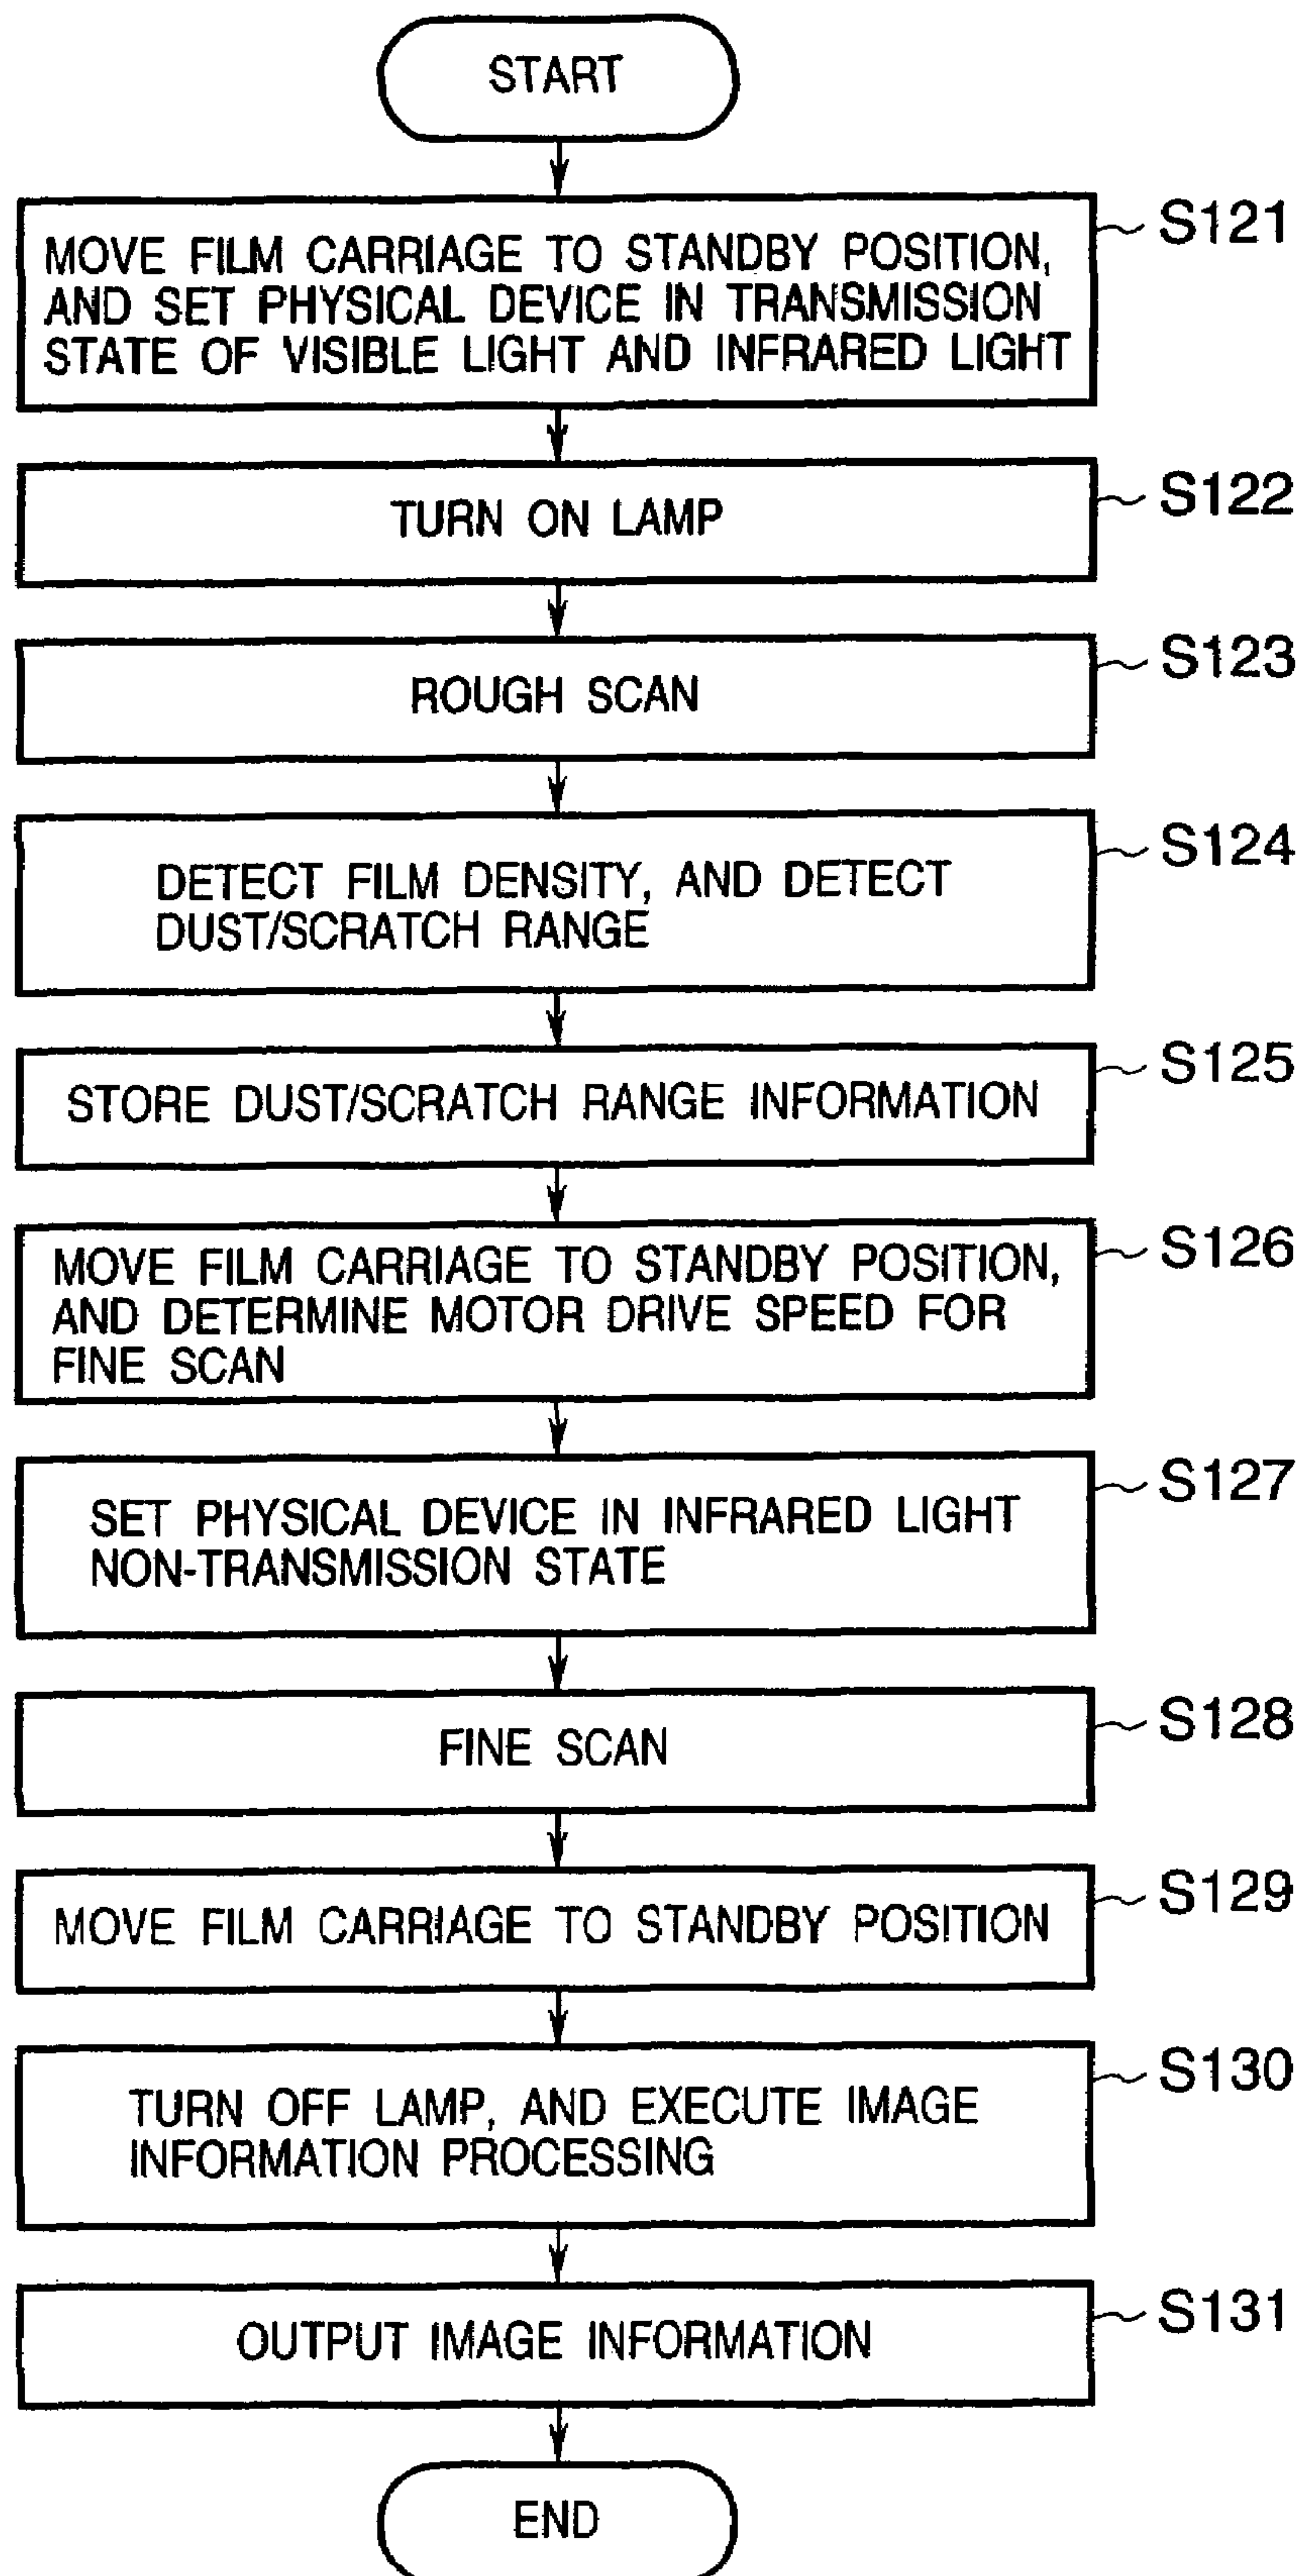 START
S121
MOVE FILM CARRIAGE TO STANDBY POSITION,
AND SET PHYSICAL DEVICE IN TRANSMISSION
STATE OF VISIBLE LIGHT AND INFRARED LIGHT
S122
TURN ON LAMP
S123
ROUGH SCAN
S124
DETECT FILM DENSITY, AND DETECT
DUST/SCRATCH RANGE
S125
STORE DUST/SCRATCH RANGE INFORMATION
S126
MOVE FILM CARRIAGE TO STANDBY POSITION,
AND DETERMINE MOTOR DRIVE SPEED FOR
FINE SCAN
S127
SET PHYSICAL DEVICE IN INFRARED LIGHT
NON-TRANSMISSION STATE
S128
FINE SCAN
S129
MOVE FILM CARRIAGE TO STANDBY POSITION
S130
TURN OFF LAMP, AND EXECUTE IMAGE
INFORMATION PROCESSING
S131
OUTPUT IMAGE INFORMATION
END